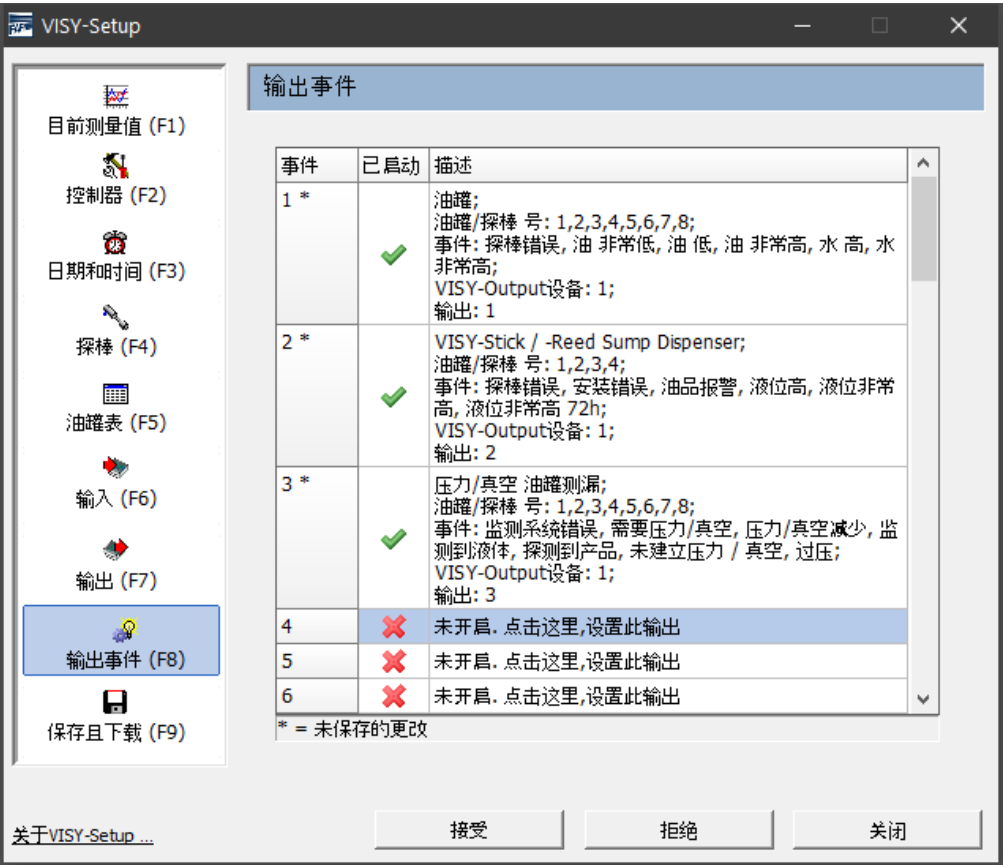 VISY-Setup
目前测量值 (F1)
控制器 (F2)
日期和时间 (F3)
探棒 (F4)
油罐表 (F5)
输入 (F6)
输出 (F7)
输出事件 (F8)
保存且下载 (F9)
关于VISY-Setup ...
输出事件
事件 已启动 描述
1 *
油罐;
油罐/探棒 号: 1,2,3,4,5,6,7,8;
事件: 探棒错误, 油 非常低, 油 低, 油 非常高, 水 高, 水
非常高;
VISY-Output设备: 1;
输出: 1
2 *
VISY-Stick / -Reed Sump Dispenser;
油罐/探棒 号: 1,2,3,4;
事件: 探棒错误, 安装错误, 油品报警, 液位高, 液位非常
高, 液位非常高 72h;
VISY-Output设备: 1;
输出: 2
3 *
压力/真空 油罐测漏;
油罐/探棒 号: 1,2,3,4,5,6,7,8;
事件: 监测系统错误, 需要压力/真空, 压力/真空减少, 监
测到液体, 探测到产品, 未建立压力 / 真空, 过压;
VISY-Output设备: 1;
输出: 3
4 未开启. 点击这里,设置此输出
5 未开启. 点击这里,设置此输出
6 未开启. 点击这里,设置此输出
* = 未保存的更改
接受 拒绝 关闭